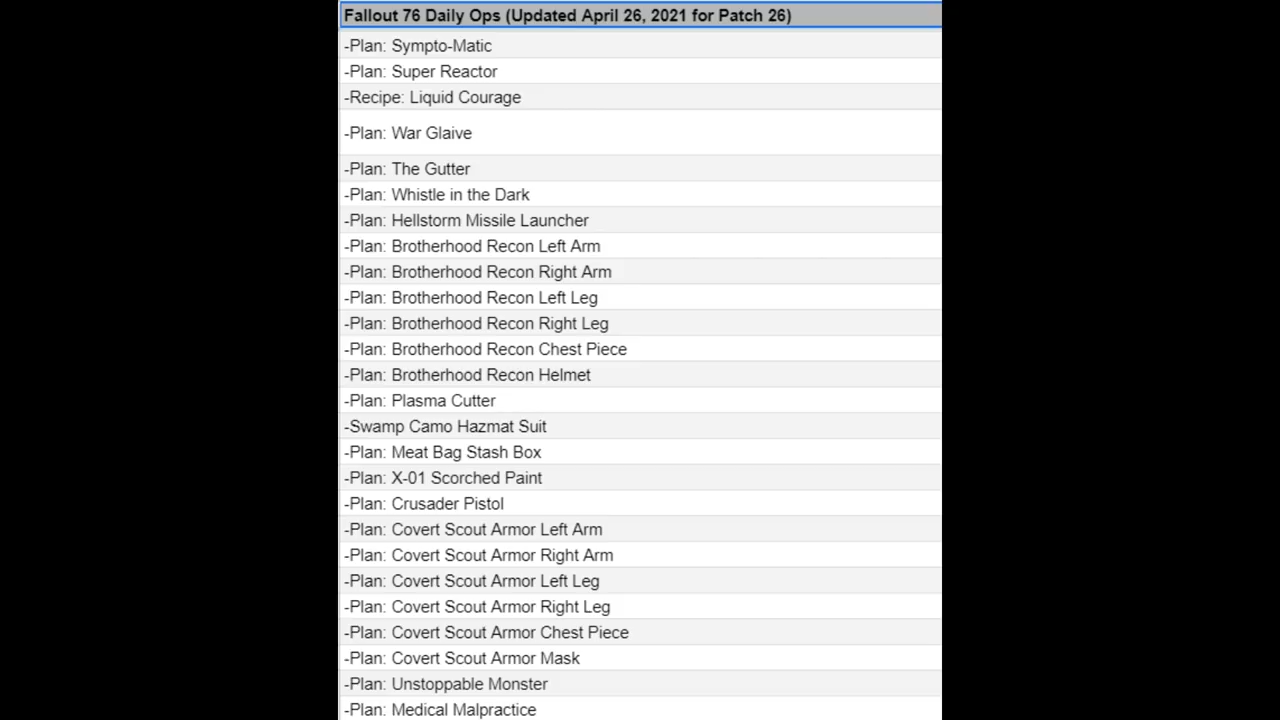 Fallout 76 Daily Ops (Updated April 26, 2021 for Patch 26)
-Plan: Sympto-Matic
-Plan: Super Reactor
-Recipe: Liquid Courage
-Plan: War Glaive
-Plan: The Gutter
-Plan: Whistle in the Dark
-Plan: Hellstorm Missile Launcher
-Plan: Brotherhood Recon Left Arm
-Plan: Brotherhood Recon Right Arm
-Plan: Brotherhood Recon Left Leg
-Plan: Brotherhood Recon Right Leg
-Plan: Brotherhood Recon Chest Piece
-Plan: Brotherhood Recon Helmet
-Plan: Plasma Cutter
-Swamp Camo Hazmat Suit
-Plan: Meat Bag Stash Box
-Plan: X-01 Scorched Paint
-Plan: Crusader Pistol
-Plan: Covert Scout Armor Left Arm
-Plan: Covert Scout Armor Right Arm
-Plan: Covert Scout Armor Left Leg
-Plan: Covert Scout Armor Right Leg
-Plan: Covert Scout Armor Chest Piece
-Plan: Covert Scout Armor Mask
-Plan: Unstoppable Monster
-Plan: Medical Malpractice